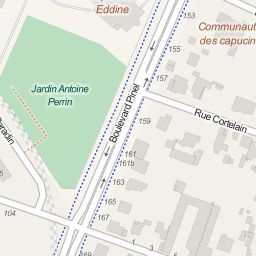 Eddine
Communaut
des capucin
155
157
153
Jardin Antoine
Perrin
Boulevard Pinel
159
Rue Cortelain
161
161b
163
165
167
104